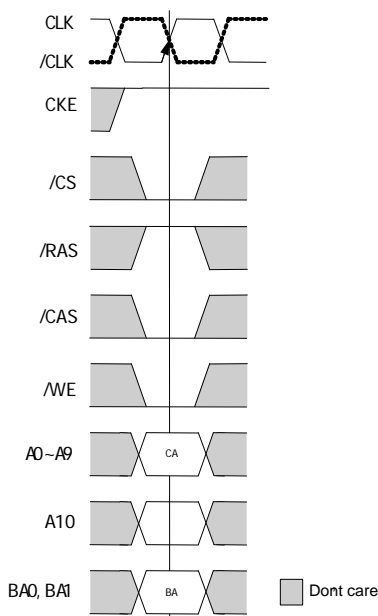 CLK
/CLK
CKE
/CS
/RAS
/CAS
/WE
A0~A9
CA
A10
BA0, BA1
BA
Dont care